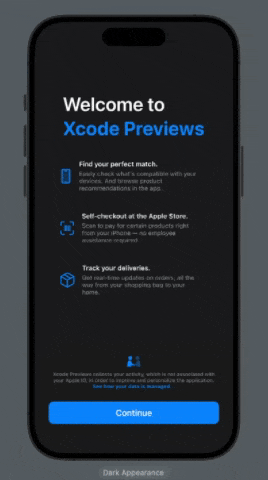 Welcome to
Xcode Previews
Find your perfect match.
Easily check what's compatible with your
devices. And browse product
recommendations in the app.
Self-checkout at the Apple Store.
Scan to pay for certain products right
from your iPhone — no employee
assistance required.
Track your deliveries.
Get real-time updates on orders, all the
way from your shopping bag to your
home.
Xcode Previews collects your activity, which is not associated with
your Apple ID, in order to improve and personalize the application.
See how your data is managed.
Continue
Dark Appearance